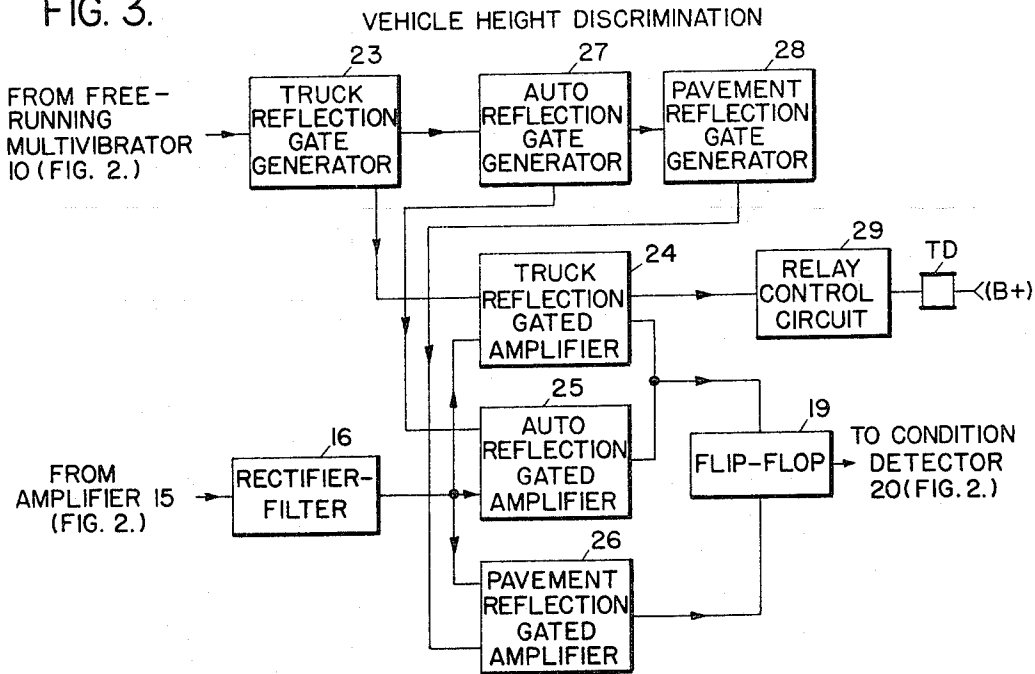 FIG. 3.
VEHICLE HEIGHT DISCRIMINATION
FROM FREE-
RUNNING
MULTIVIBRATOR
10 (FIG. 2.)
23
TRUCK
REFLECTION
GATE
GENERATOR
27
AUTO
REFLECTION
GATE
GENERATOR
28
PAVEMENT
REFLECTION
GATE
GENERATOR
24
TRUCK
REFLECTION
GATED
AMPLIFIER
29
RELAY
CONTROL
CIRCUIT
TD
(B+)
25
AUTO
REFLECTION
GATED
AMPLIFIER
19
FLIP-FLOP
TO CONDITION
DETECTOR
20(FIG. 2.)
FROM
AMPLIFIER 15
(FIG. 2.)
16
RECTIFIER-
FILTER
26
PAVEMENT
REFLECTION
GATED
AMPLIFIER